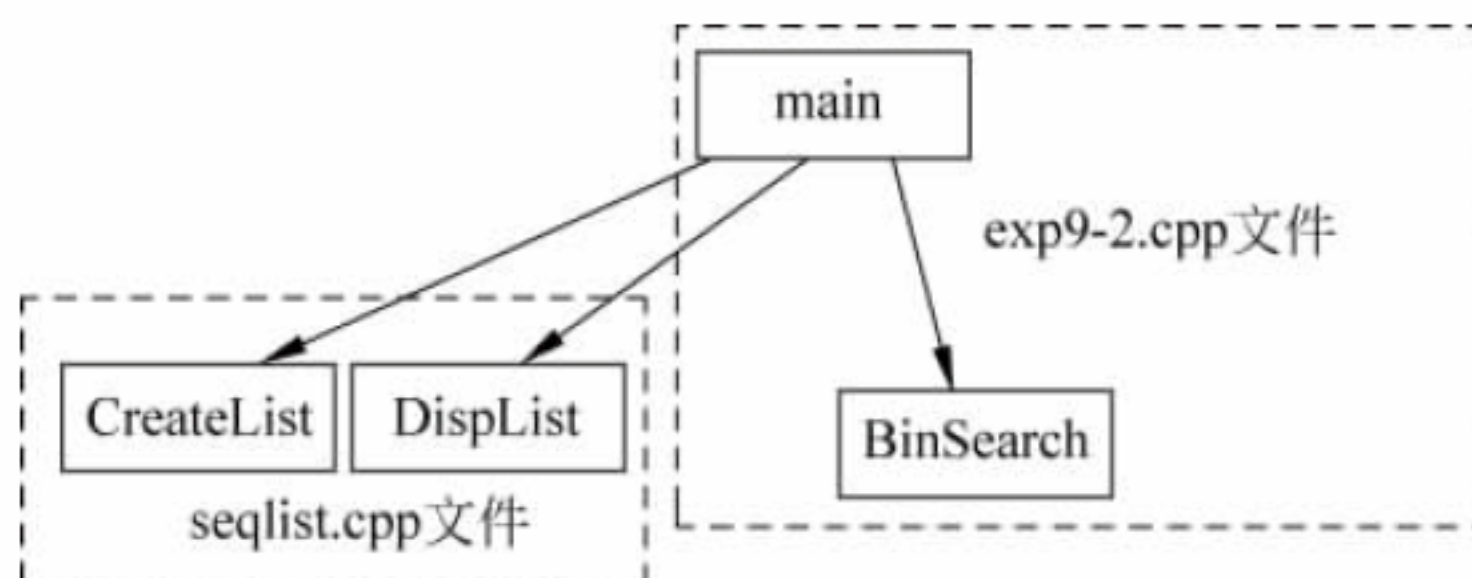 main
exp9-2.cpp文件
CreateList
DispList
BinSearch
seqlist.cpp文件